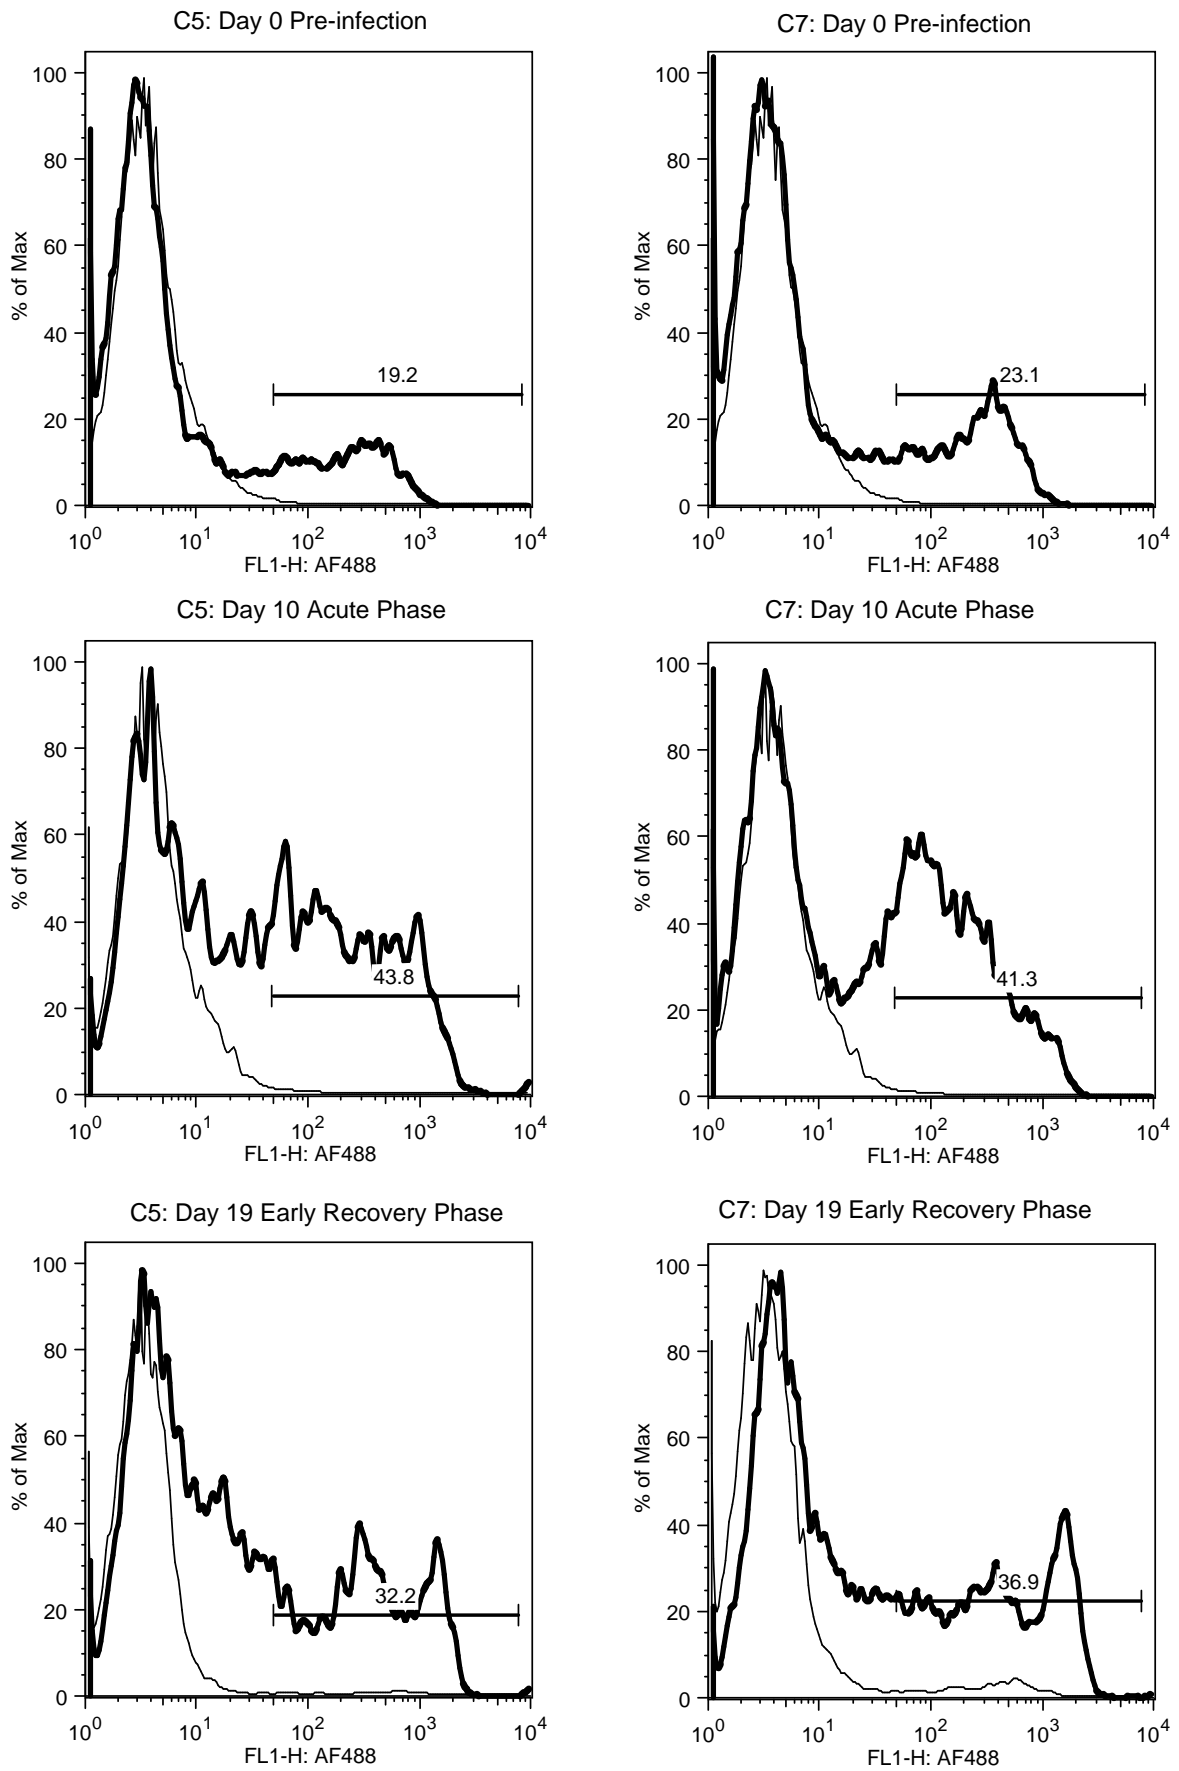 C5: Day 0 Pre-infection
% of Max
100
80
60
40
20
0
19.2
10^0 10^1 10^2 10^3 10^4
FL1-H: AF488
C7: Day 0 Pre-infection
% of Max
100
80
60
40
20
0
23.1
10^0 10^1 10^2 10^3 10^4
FL1-H: AF488
C5: Day 10 Acute Phase
% of Max
100
80
60
40
20
0
43.8
10^0 10^1 10^2 10^3 10^4
FL1-H: AF488
C7: Day 10 Acute Phase
% of Max
100
80
60
40
20
0
41.3
10^0 10^1 10^2 10^3 10^4
FL1-H: AF488
C5: Day 19 Early Recovery Phase
% of Max
100
80
60
40
20
0
32.2
10^0 10^1 10^2 10^3 10^4
FL1-H: AF488
C7: Day 19 Early Recovery Phase
% of Max
100
80
60
40
20
0
36.9
10^0 10^1 10^2 10^3 10^4
FL1-H: AF488